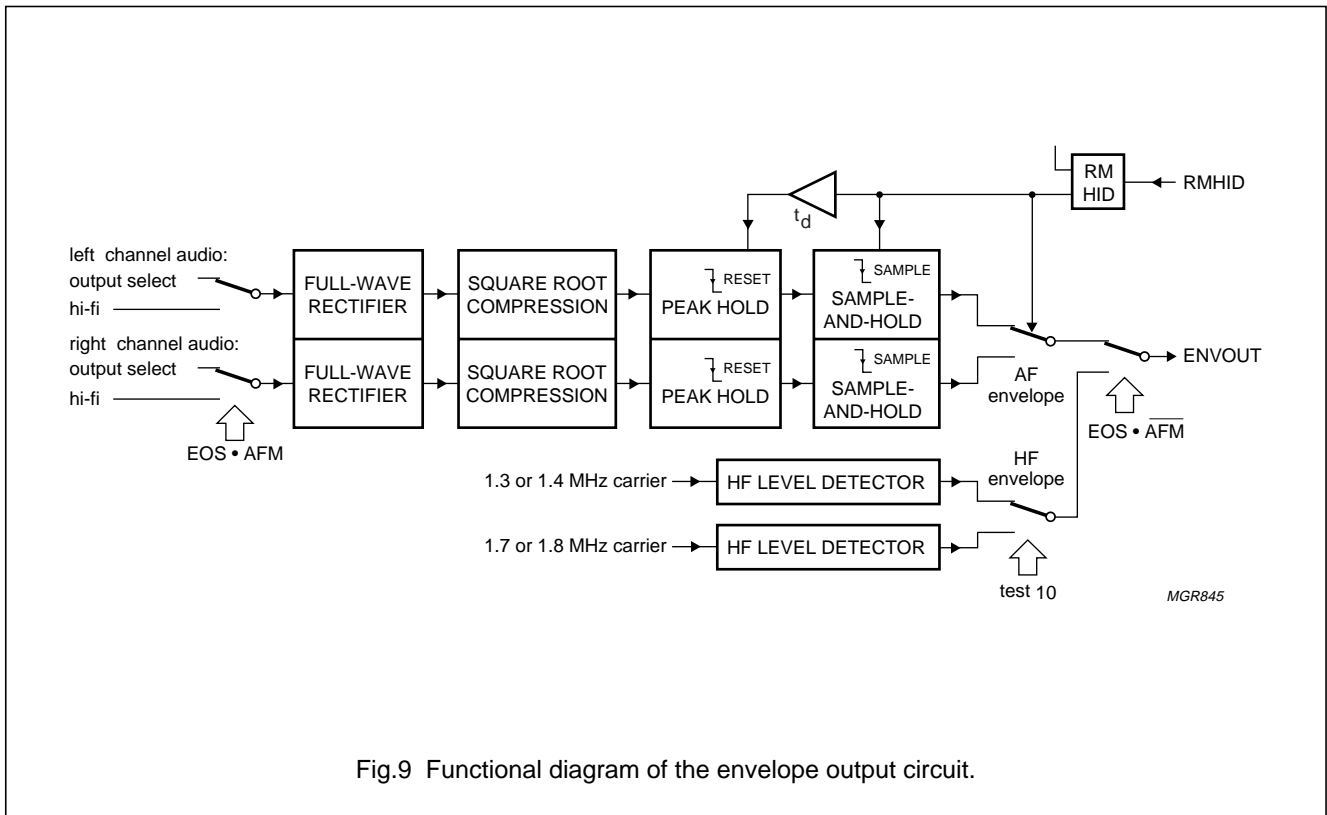 RM
HID
RMHID
td
left channel audio:
output select
hi-fi
right channel audio:
output select
hi-fi
EOS • AFM
FULL-WAVE
RECTIFIER
FULL-WAVE
RECTIFIER
SQUARE ROOT
COMPRESSION
SQUARE ROOT
COMPRESSION
RESET
PEAK HOLD
RESET
PEAK HOLD
SAMPLE
SAMPLE-
AND-HOLD
SAMPLE
SAMPLE-
AND-HOLD
AF
envelope
ENVOUT
EOS • A̅F̅M̅
HF
envelope
1.3 or 1.4 MHz carrier
HF LEVEL DETECTOR
1.7 or 1.8 MHz carrier
HF LEVEL DETECTOR
test 10
MGR845
Fig.9 Functional diagram of the envelope output circuit.